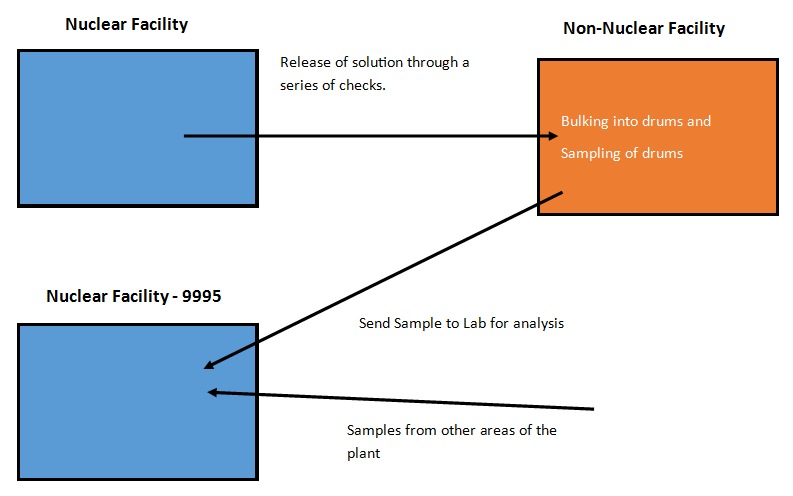 Nuclear Facility
Non-Nuclear Facility
Release of solution through a
series of checks.
Bulking into drums and
Sampling of drums
Nuclear Facility - 9995
Send Sample to Lab for analysis
Samples from other areas of the
plant